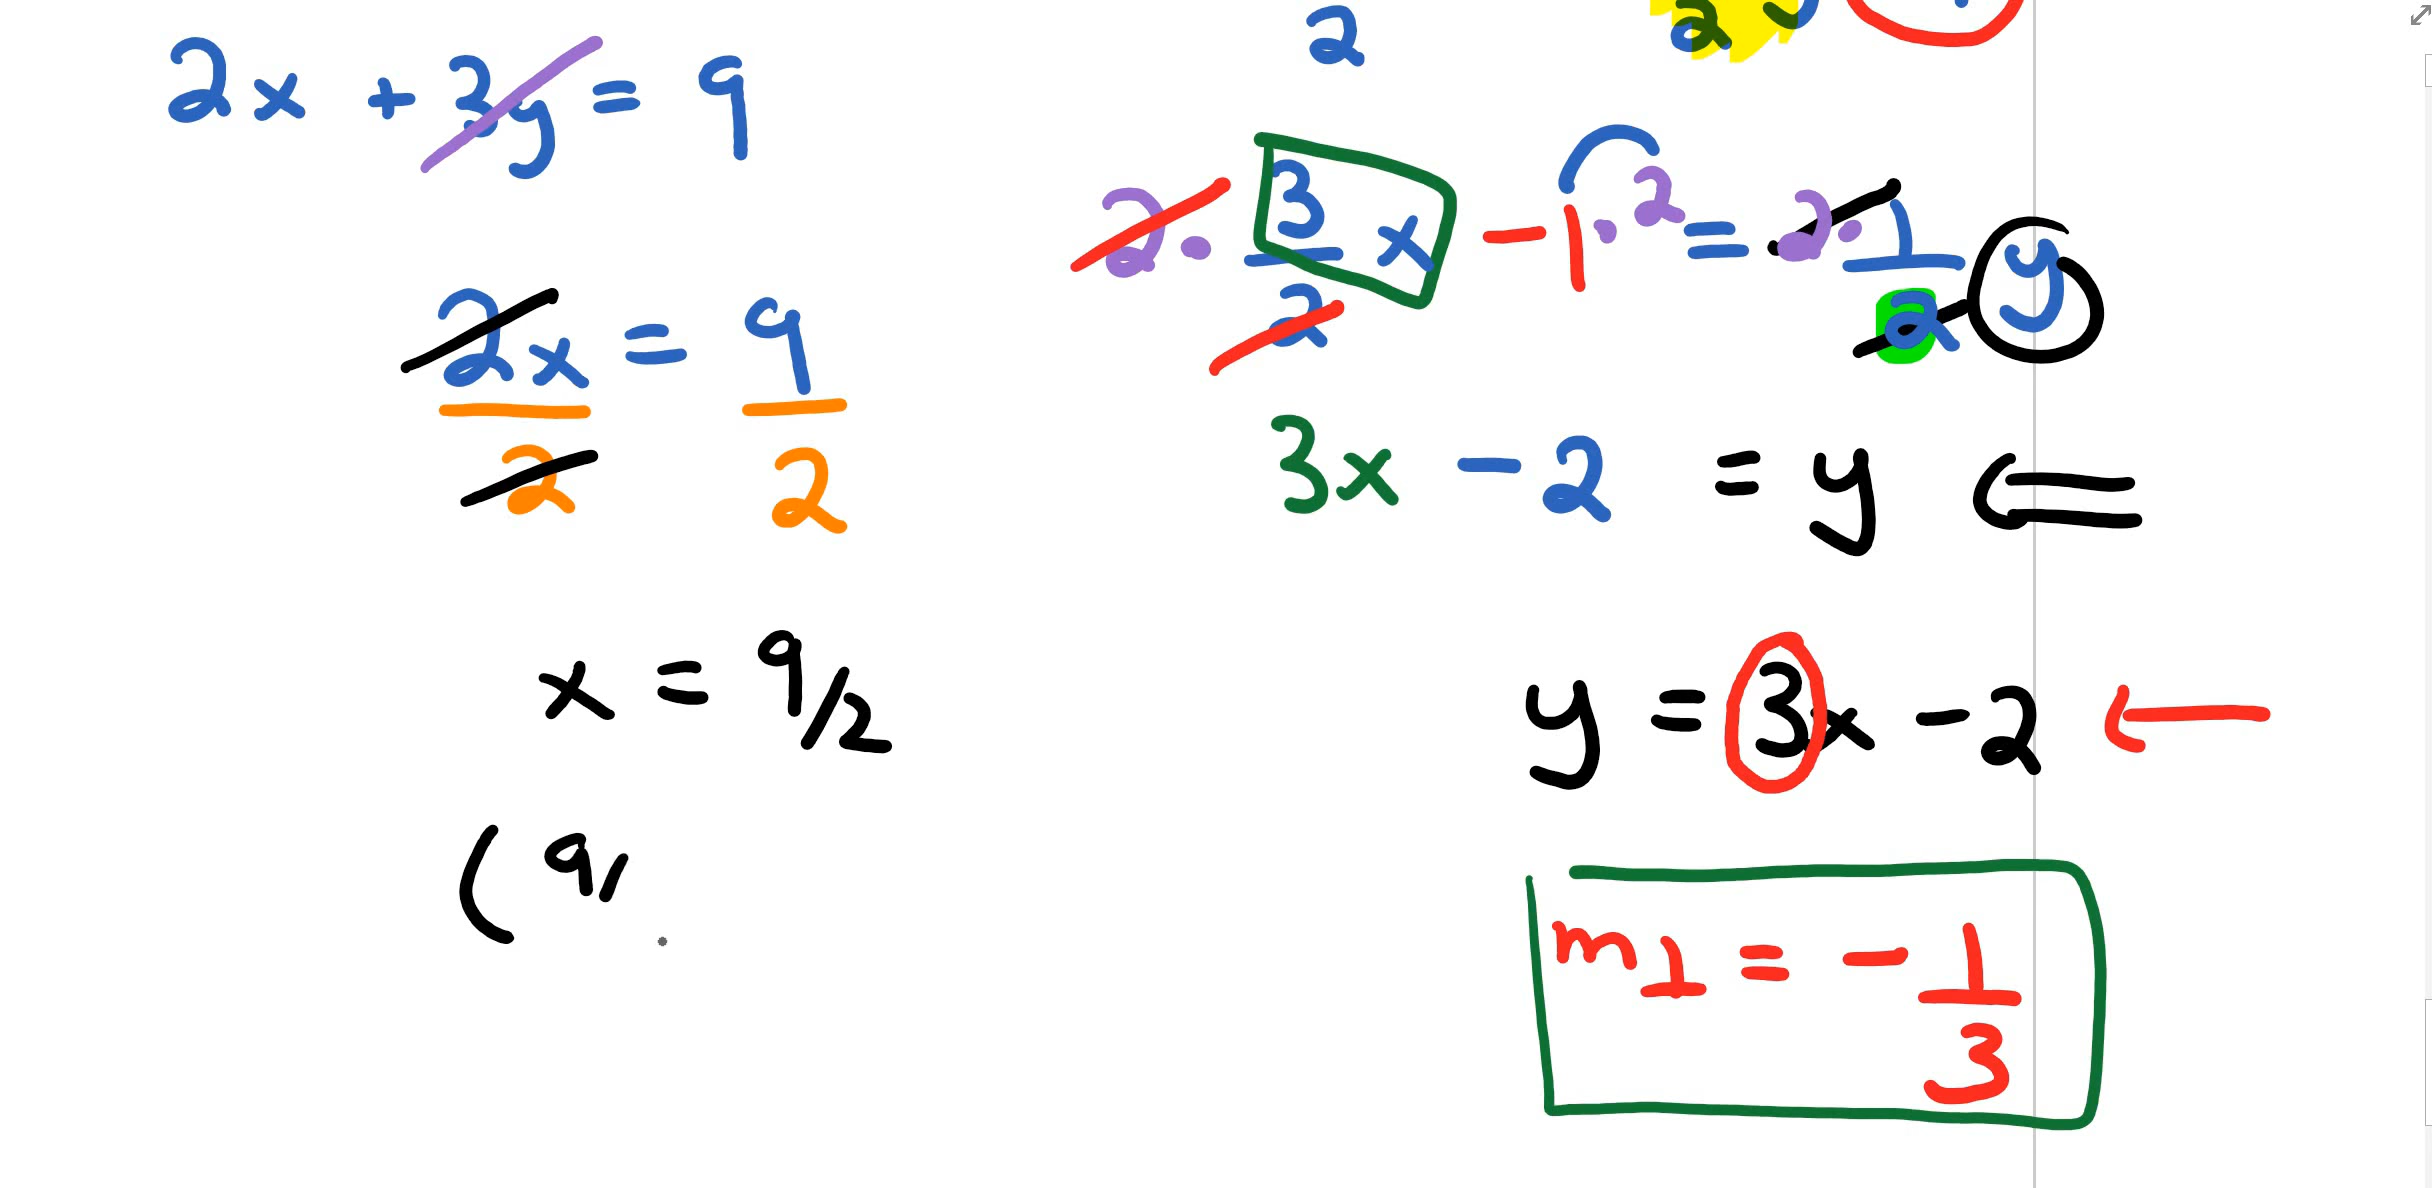 2x + 3y = 9
2x = 9
2 2
x = 9/2
( 9/
2
2
2 · 3/2 x - 1 · 2 = 2 · 1/2 y
3x - 2 = y
y = 3x - 2
m⊥ = - 1/3